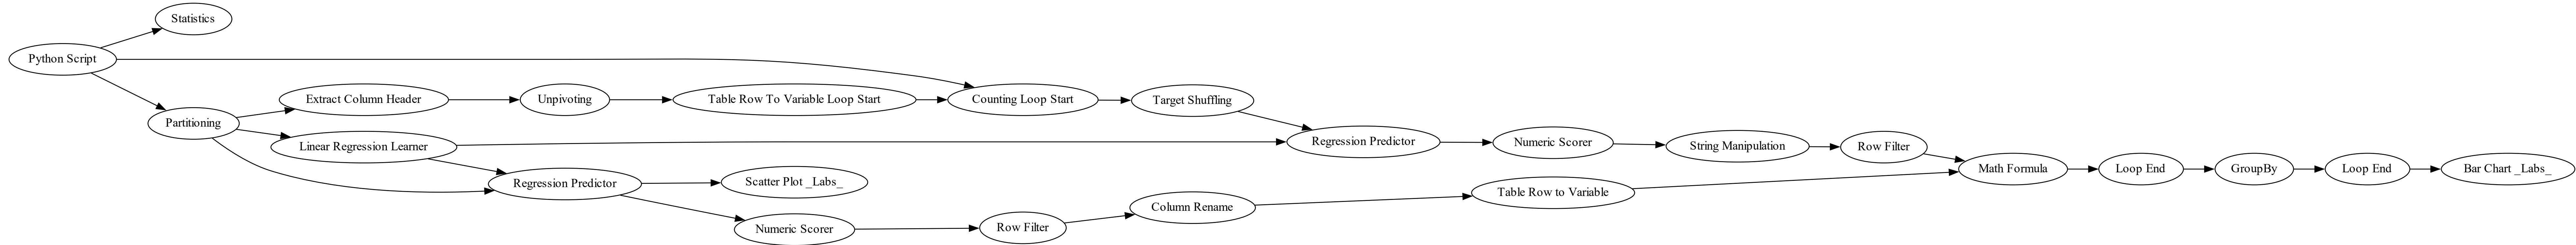 Statistics
Python Script
Partitioning
Extract Column Header
Unpivoting
Table Row To Variable Loop Start
Counting Loop Start
Target Shuffling
Linear Regression Learner
Regression Predictor
Numeric Scorer
String Manipulation
Row Filter
Math Formula
Loop End
GroupBy
Loop End
Bar Chart _Labs_
Regression Predictor
Scatter Plot _Labs_
Numeric Scorer
Row Filter
Column Rename
Table Row to Variable